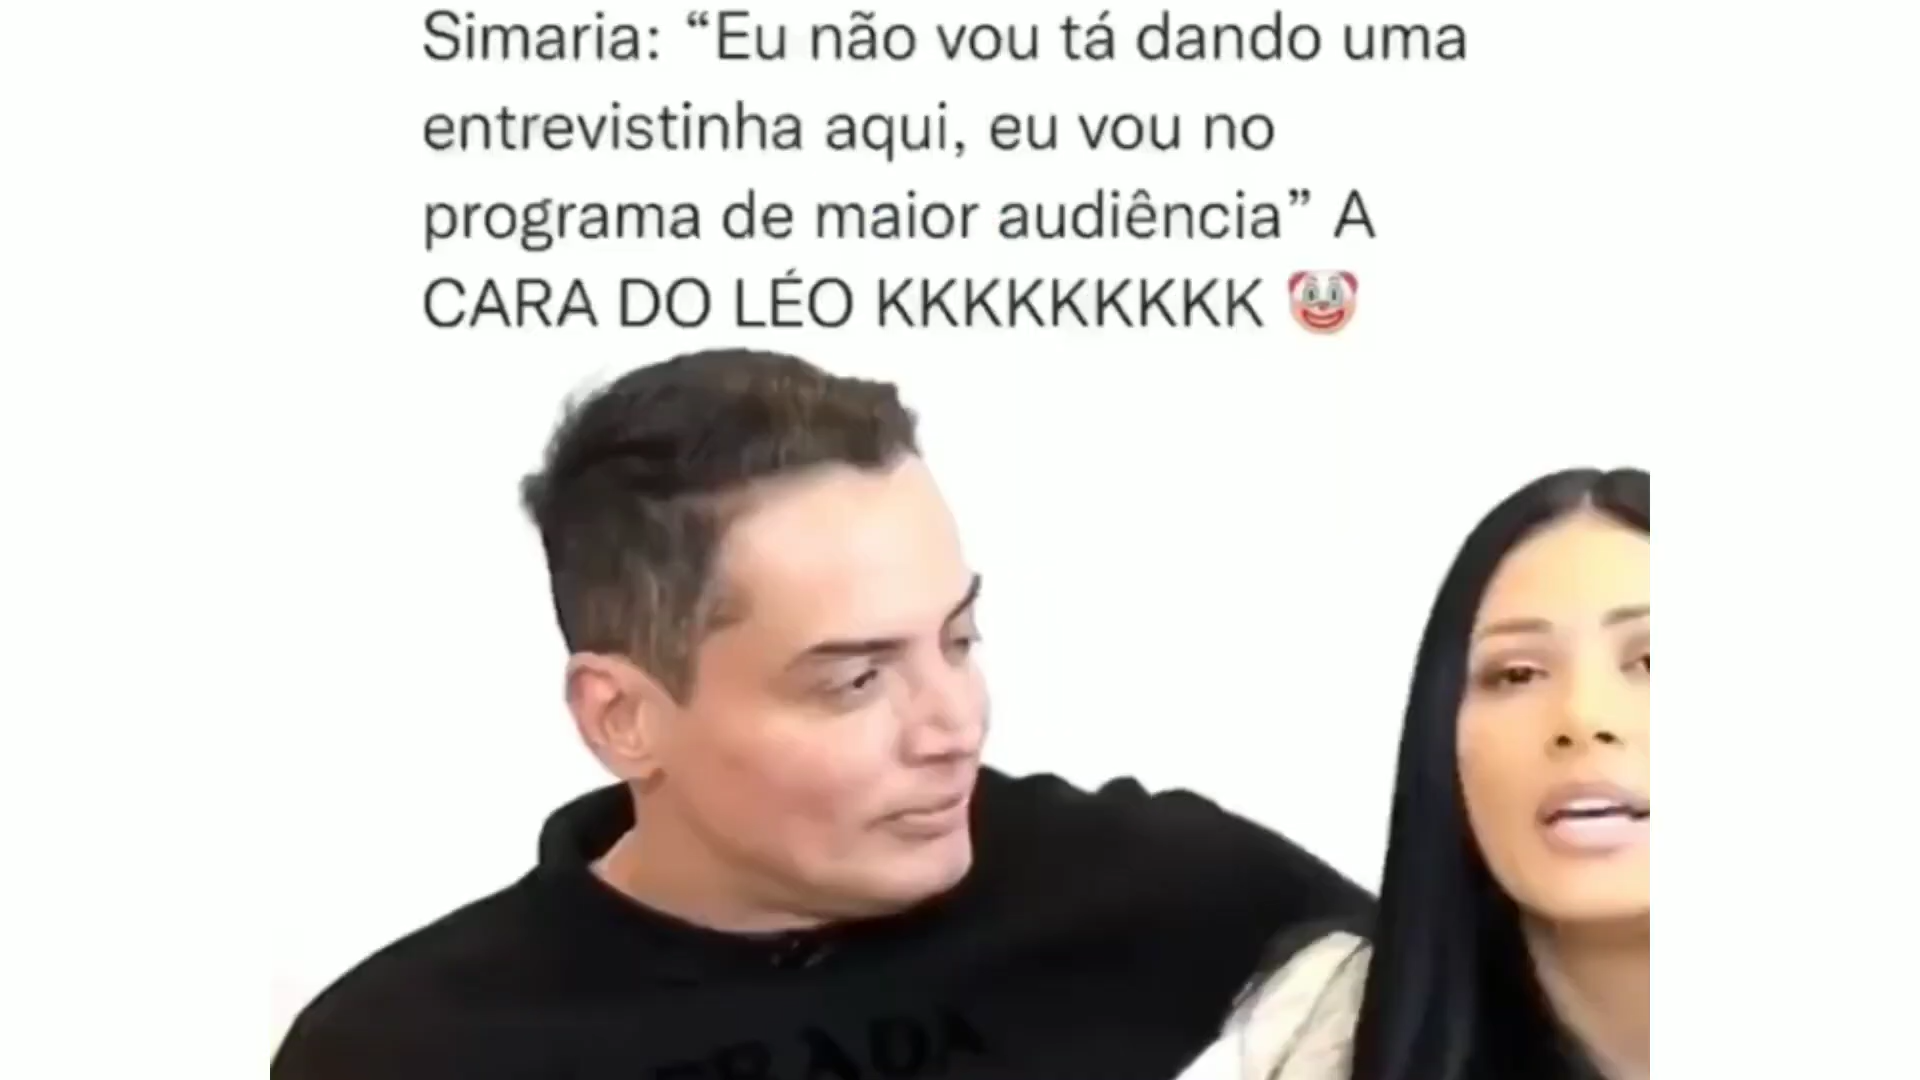 Simaria: “Eu não vou tá dando uma
entrevistinha aqui, eu vou no
programa de maior audiência” A
CARA DO LÉO KKKKKKKKK 🤡
PRADA